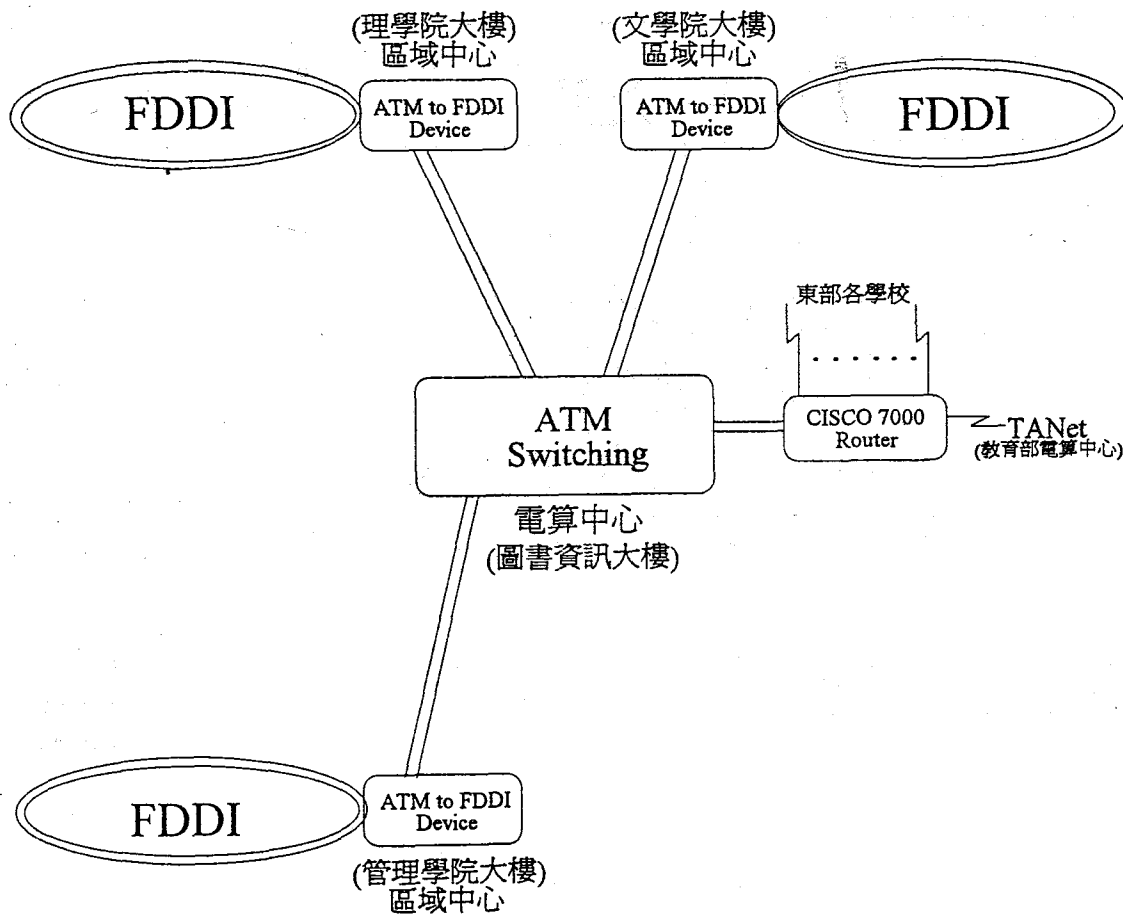 (理學院大樓)
區域中心
FDDI
ATM to FDDI
Device
(文學院大樓)
區域中心
ATM to FDDI
Device
FDDI
東部各學校
ATM
Switching
CISCO 7000
Router
TANet
(教育部電算中心)
電算中心
(圖書資訊大樓)
FDDI
ATM to FDDI
Device
(管理學院大樓)
區域中心